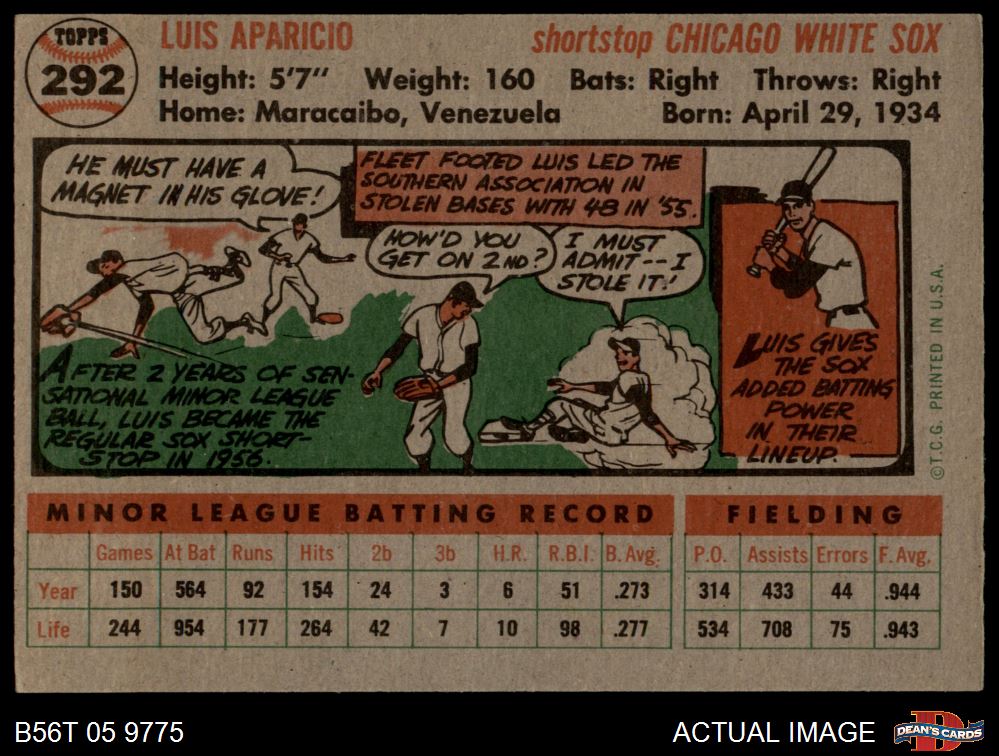 TOPPS
292
LUIS APARICIO
shortstop CHICAGO WHITE SOX
Height: 5'7" Weight: 160 Bats: Right Throws: Right
Home: Maracaibo, Venezuela Born: April 29, 1934
HE MUST HAVE A
MAGNET IN HIS GLOVE!
FLEET FOOTED LUIS LED THE
SOUTHERN ASSOCIATION IN
STOLEN BASES WITH 48 IN '55.
HOW'D YOU
GET ON 2ND?
I MUST
ADMIT--I
STOLE IT!
AFTER 2 YEARS OF SEN-
SATIONAL MINOR LEAGUE
BALL, LUIS BECAME THE
REGULAR SOX SHORT-
STOP IN 1956.
LUIS GIVES
THE SOX
ADDED BATTING
POWER
IN THEIR
LINEUP.
©T.C.G. PRINTED IN U.S.A.
MINOR LEAGUE BATTING RECORD FIELDING
Games At Bat Runs Hits 2b 3b H.R. R.B.I. B. Avg. P.O. Assists Errors F. Avg.
Year 150 564 92 154 24 3 6 51 .273 314 433 44 .944
Life 244 954 177 264 42 7 10 98 .277 534 708 75 .943
B56T 05 9775 ACTUAL IMAGE DEAN'S CARDS